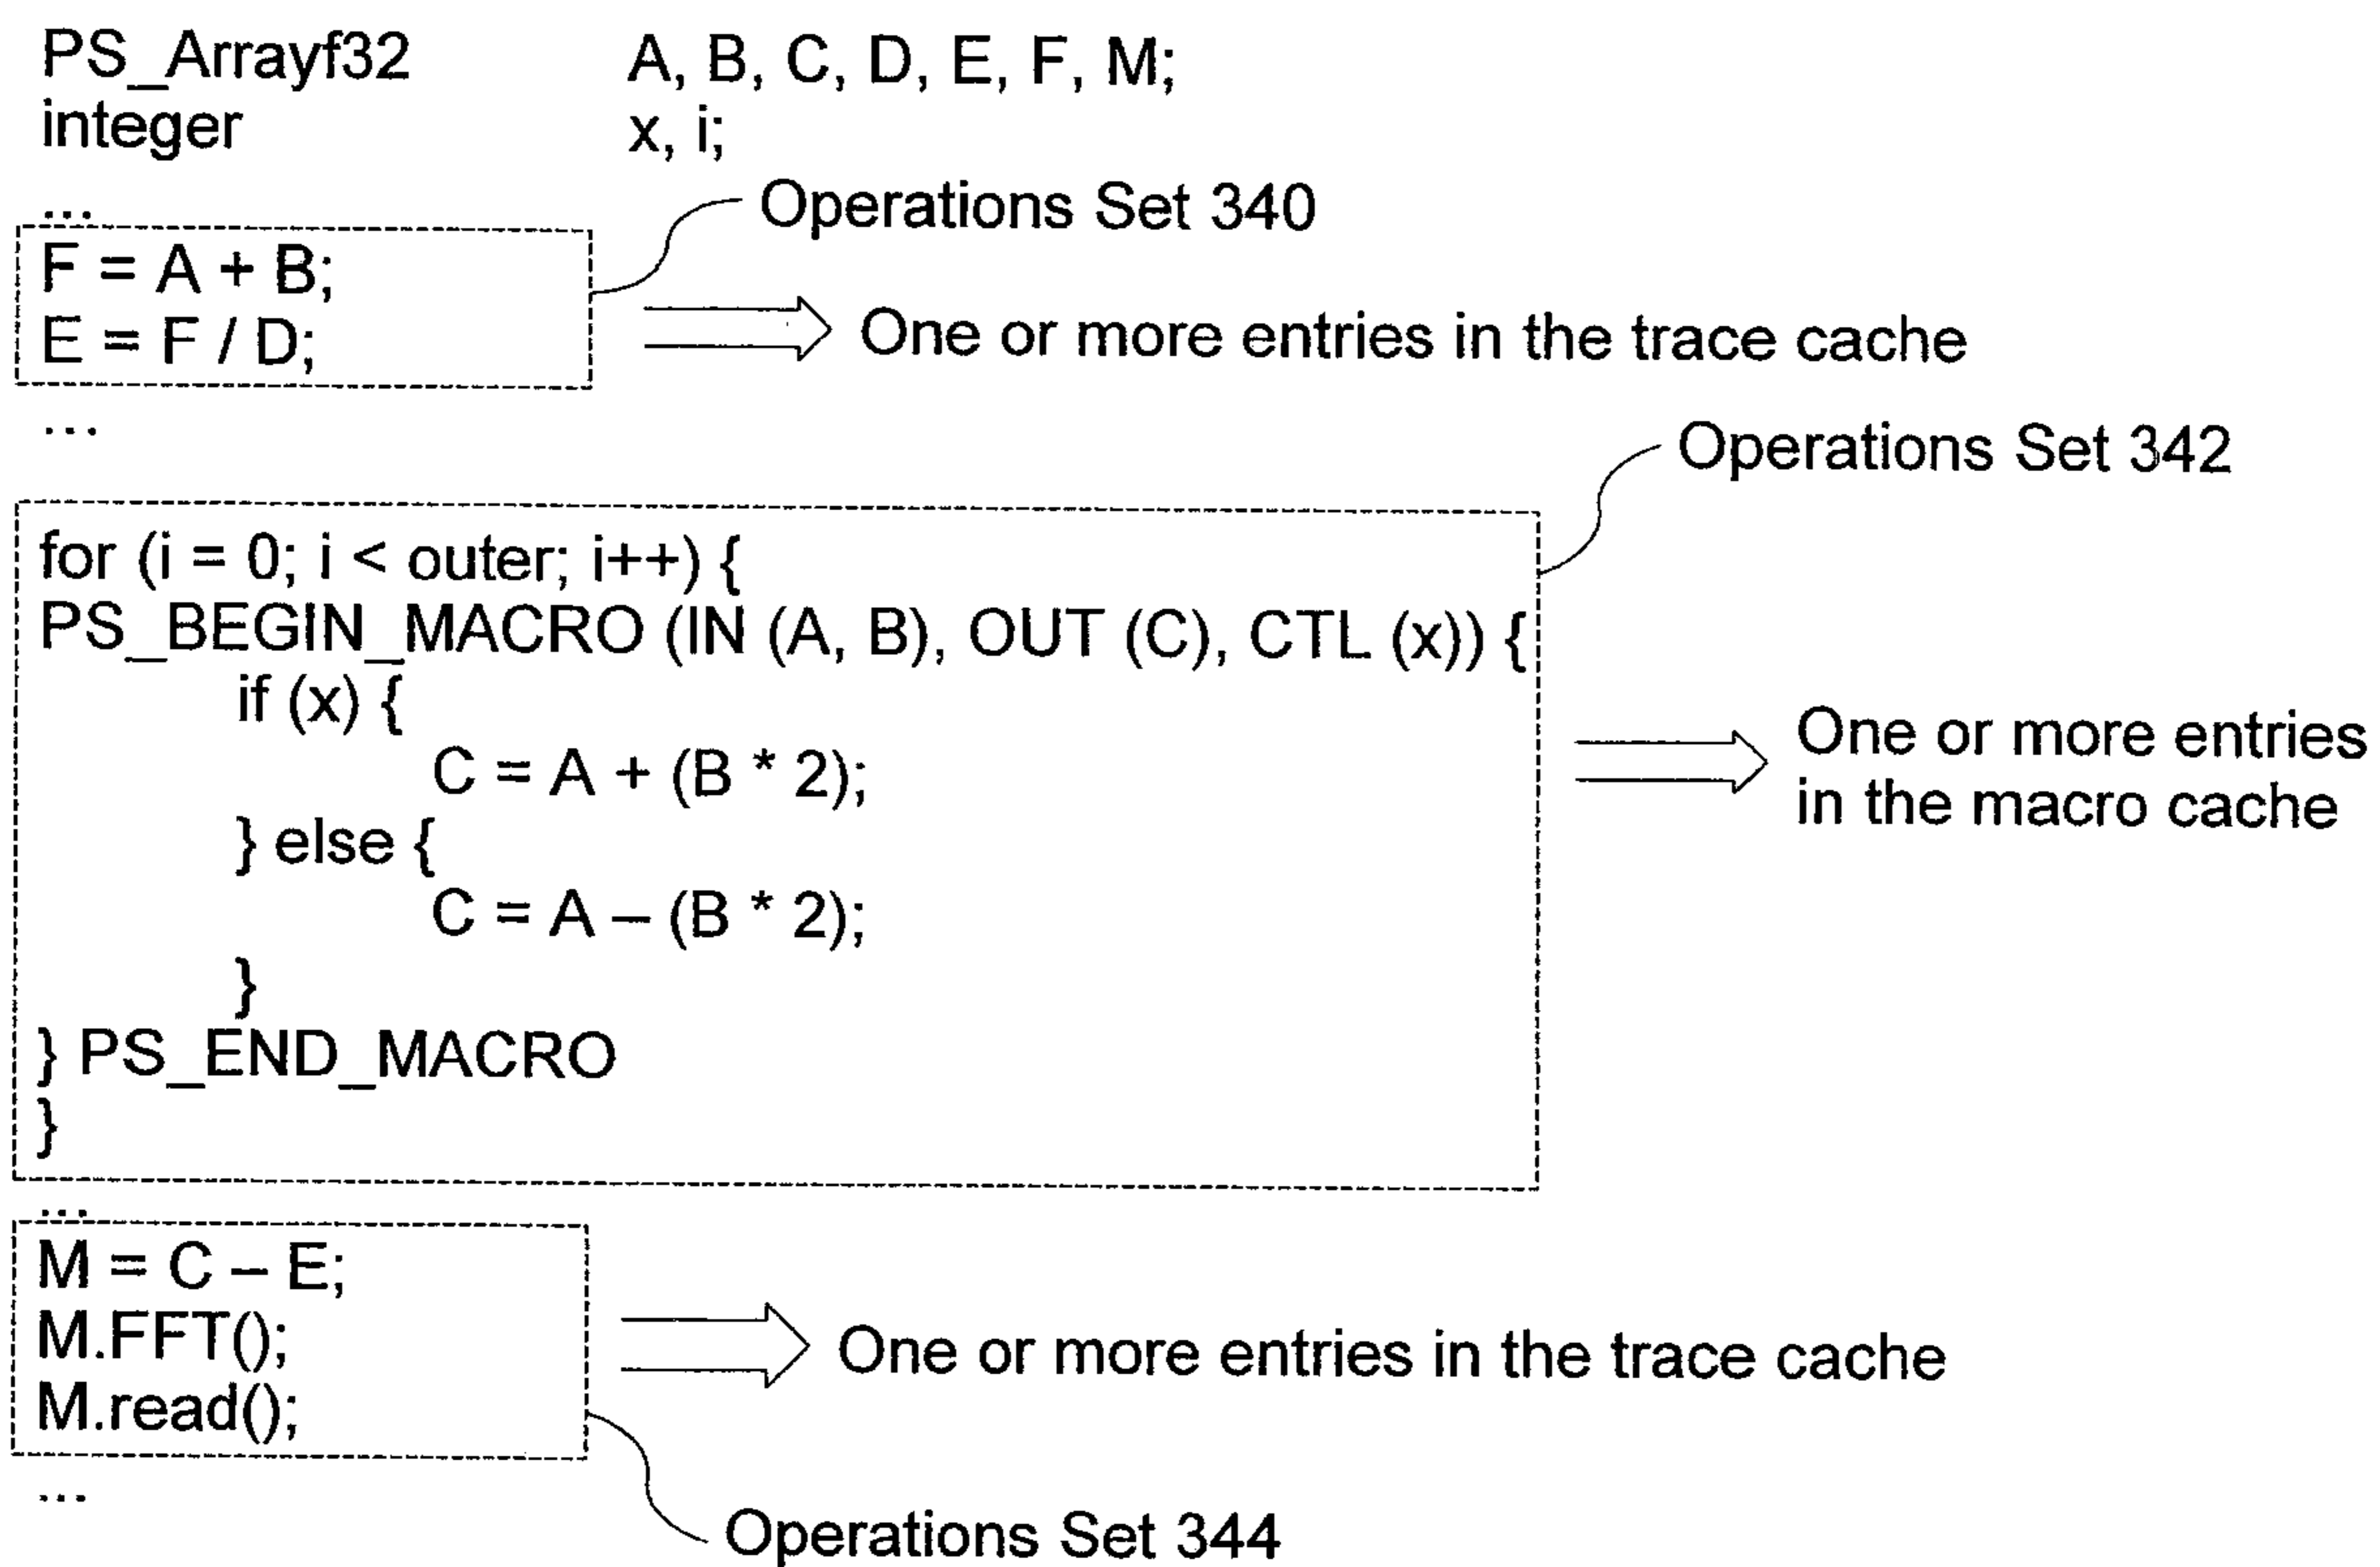 PS_Arrayf32 A, B, C, D, E, F, M;
integer x, i;
...
Operations Set 340
F = A + B;
E = F / D;
One or more entries in the trace cache
...
Operations Set 342
for (i = 0; i < outer; i++) {
PS_BEGIN_MACRO (IN (A, B), OUT (C), CTL (x)) {
if (x) {
C = A + (B * 2);
} else {
C = A – (B * 2);
}
} PS_END_MACRO
}
One or more entries
in the macro cache
...
M = C – E;
M.FFT();
M.read();
One or more entries in the trace cache
...
Operations Set 344